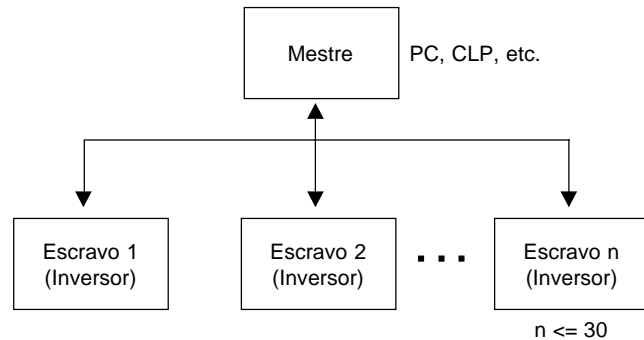 Mestre
PC, CLP, etc.
Escravo 1
(Inversor)
Escravo 2
(Inversor)
. . .
Escravo n
(Inversor)
n <= 30